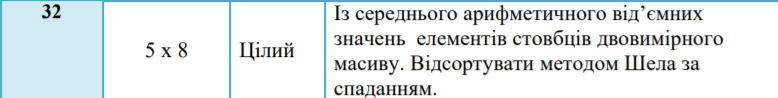 32
5 х 8
Цілий
Із середнього арифметичного від’ємних
значень елементів стовбців двовимірного
масиву. Відсортувати методом Шела за
спаданням.